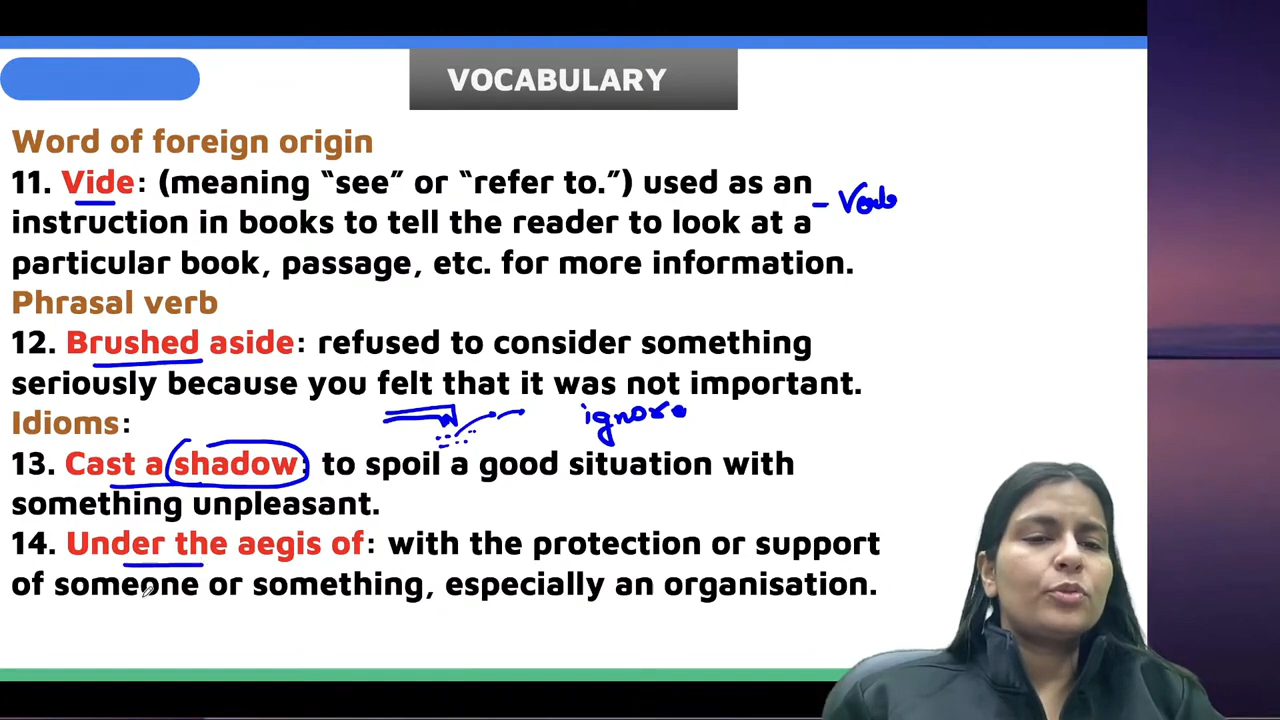 VOCABULARY
Word of foreign origin
11. Vide: (meaning “see” or “refer to.”) used as an
- Verb
instruction in books to tell the reader to look at a
particular book, passage, etc. for more information.
Phrasal verb
12. Brushed aside: refused to consider something
seriously because you felt that it was not important.
ignore
Idioms:
13. Cast a shadow: to spoil a good situation with
something unpleasant.
14. Under the aegis of: with the protection or support
of someone or something, especially an organisation.